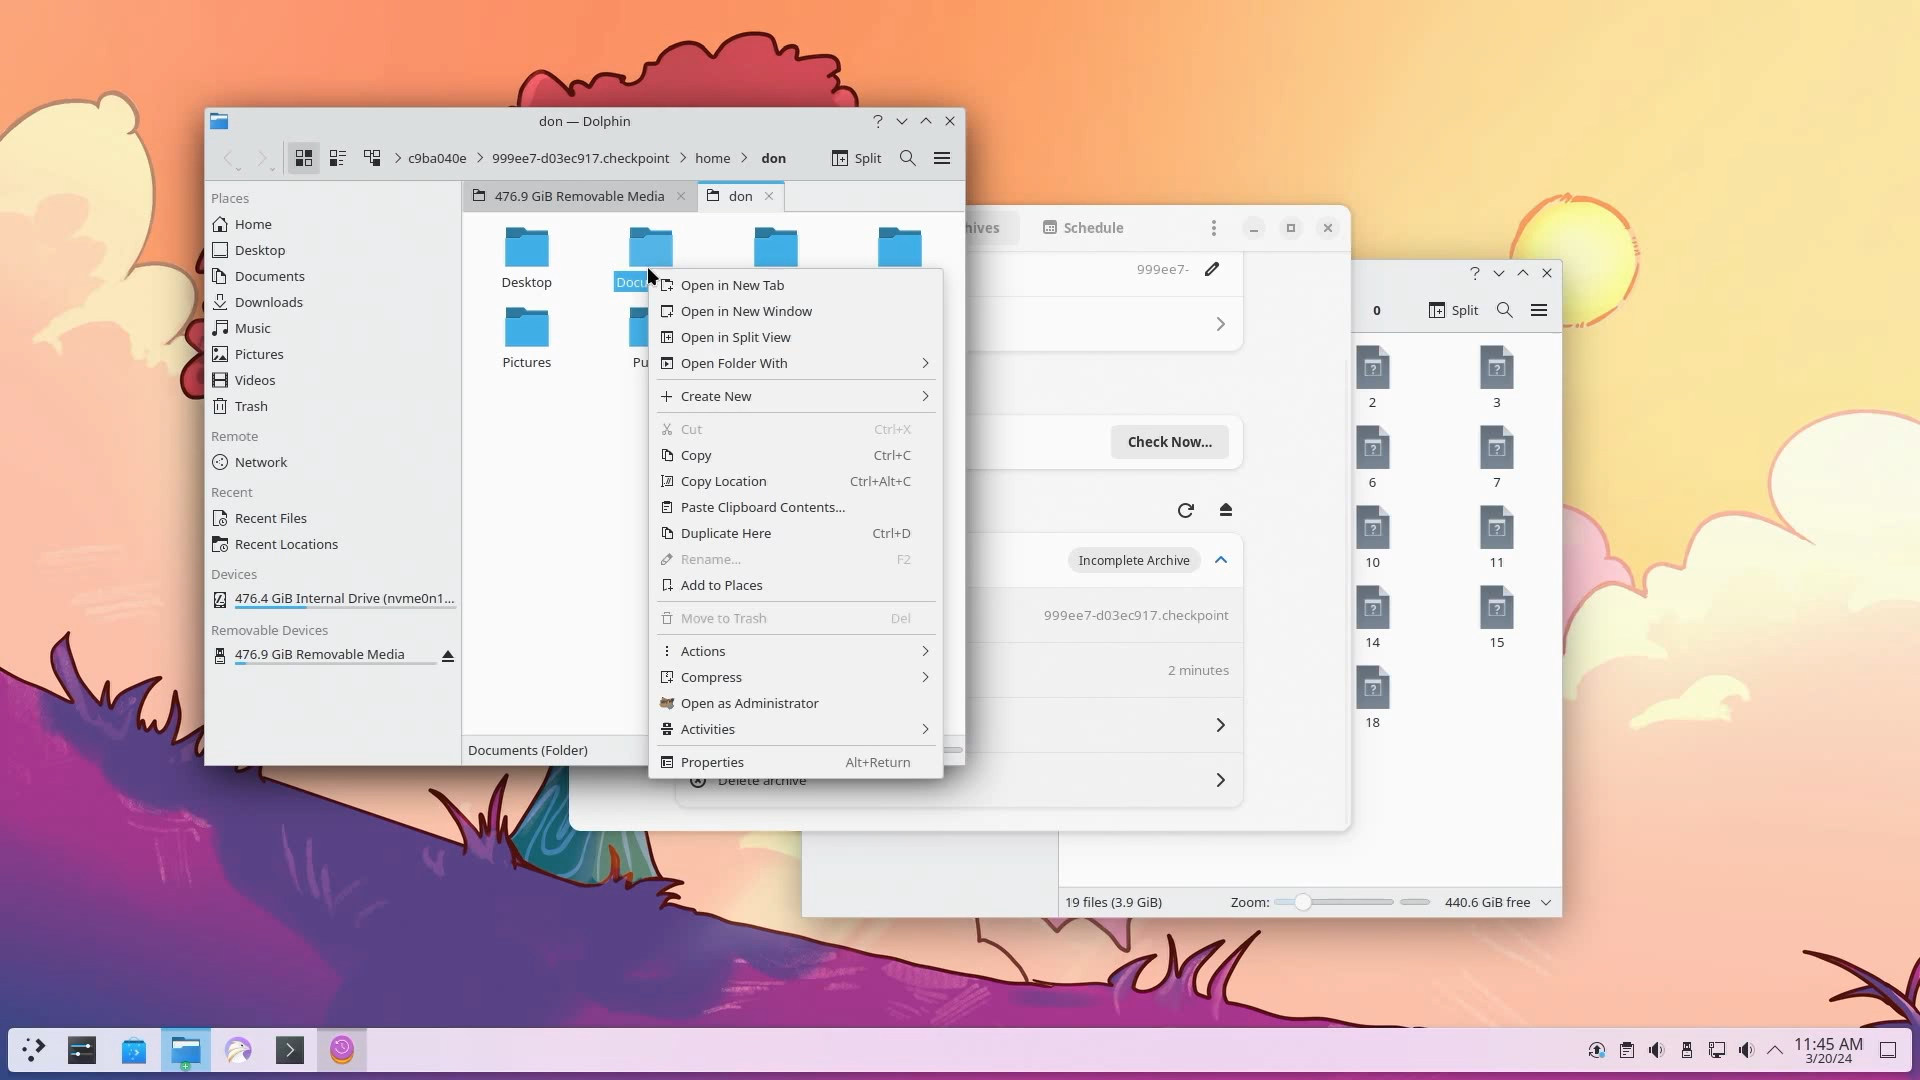 don — Dolphin
c9ba040e
999ee7-d03ec917.checkpoint
home
don
Split
Places
Home
Desktop
Documents
Downloads
Music
Pictures
Videos
Trash
Remote
Network
Recent
Recent Files
Recent Locations
Devices
476.4 GiB Internal Drive (nvme0n1...
Removable Devices
476.9 GiB Removable Media
476.9 GiB Removable Media
don
Desktop
Docu
Pictures
Pu
Documents (Folder)
Open in New Tab
Open in New Window
Open in Split View
Open Folder With
Create New
Cut Ctrl+X
Copy Ctrl+C
Copy Location Ctrl+Alt+C
Paste Clipboard Contents...
Duplicate Here Ctrl+D
Rename... F2
Add to Places
Move to Trash Del
Actions
Compress
Open as Administrator
Activities
Properties Alt+Return
hives
Schedule
999ee7-
Check Now...
Incomplete Archive
999ee7-d03ec917.checkpoint
2 minutes
Delete archive
0
Split
2 3
6 7
10 11
14 15
18
19 files (3.9 GiB)
Zoom:
440.6 GiB free
11:45 AM
3/20/24